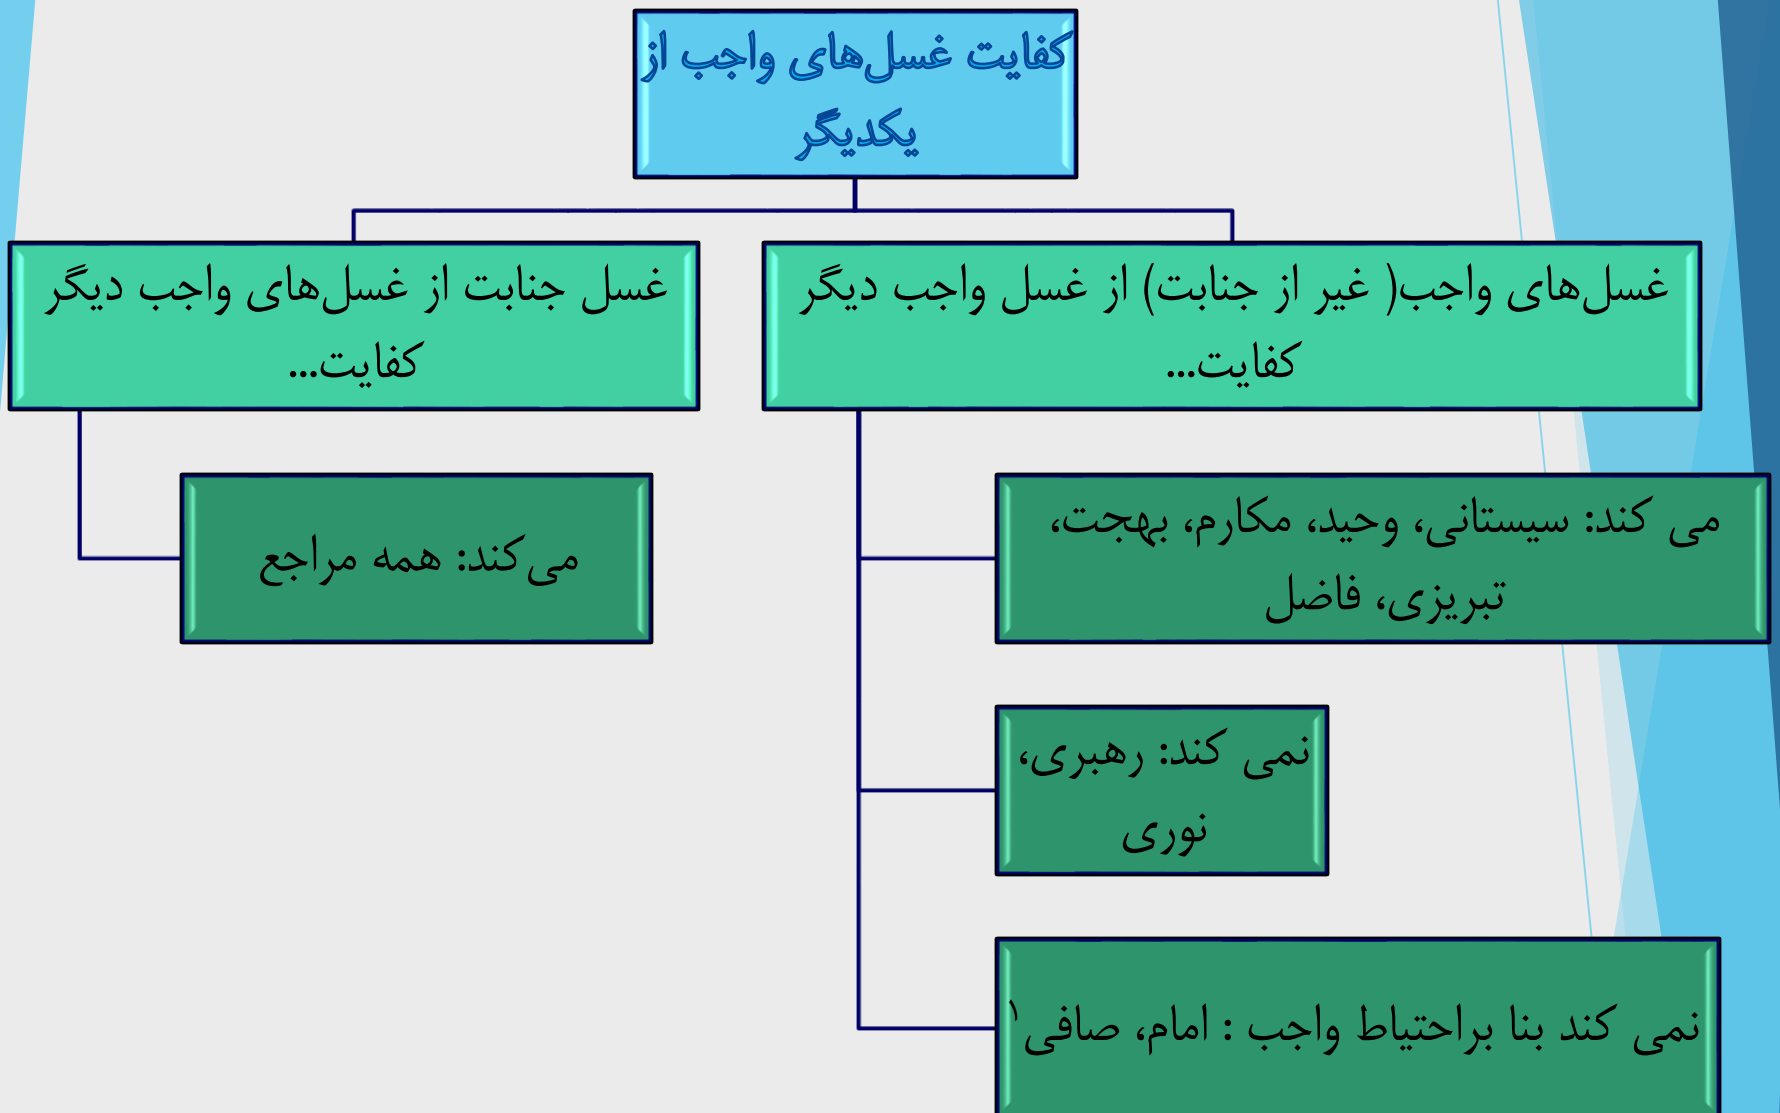 کفایت غسل‌های واجب از
یکدیگر
غسل‌های واجب( غیر از جنابت) از غسل واجب دیگر
کفایت...
می کند: سیستانی، وحید، مکارم، بهجت،
تبریزی، فاضل
نمی کند: رهبری،
نوری
نمی کند بنا براحتیاط واجب : امام، صافی۱
غسل جنابت از غسل‌های واجب دیگر
کفایت...
می‌کند: همه مراجع